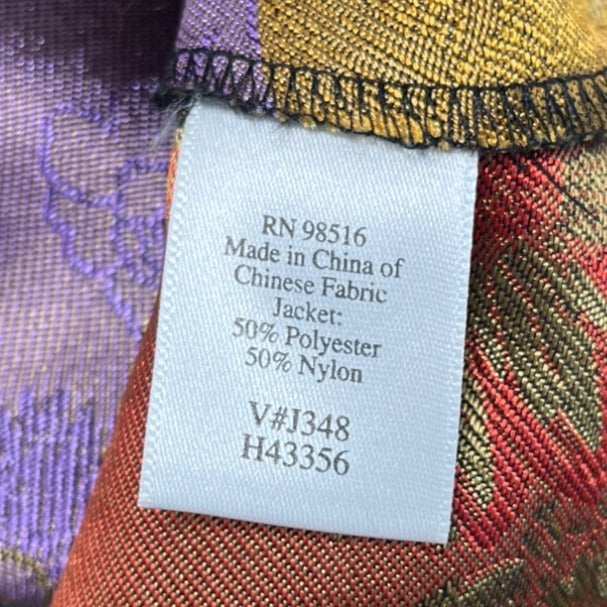 RN 98516
Made in China of
Chinese Fabric
Jacket:
50% Polyester
50% Nylon
V#J348
H43356